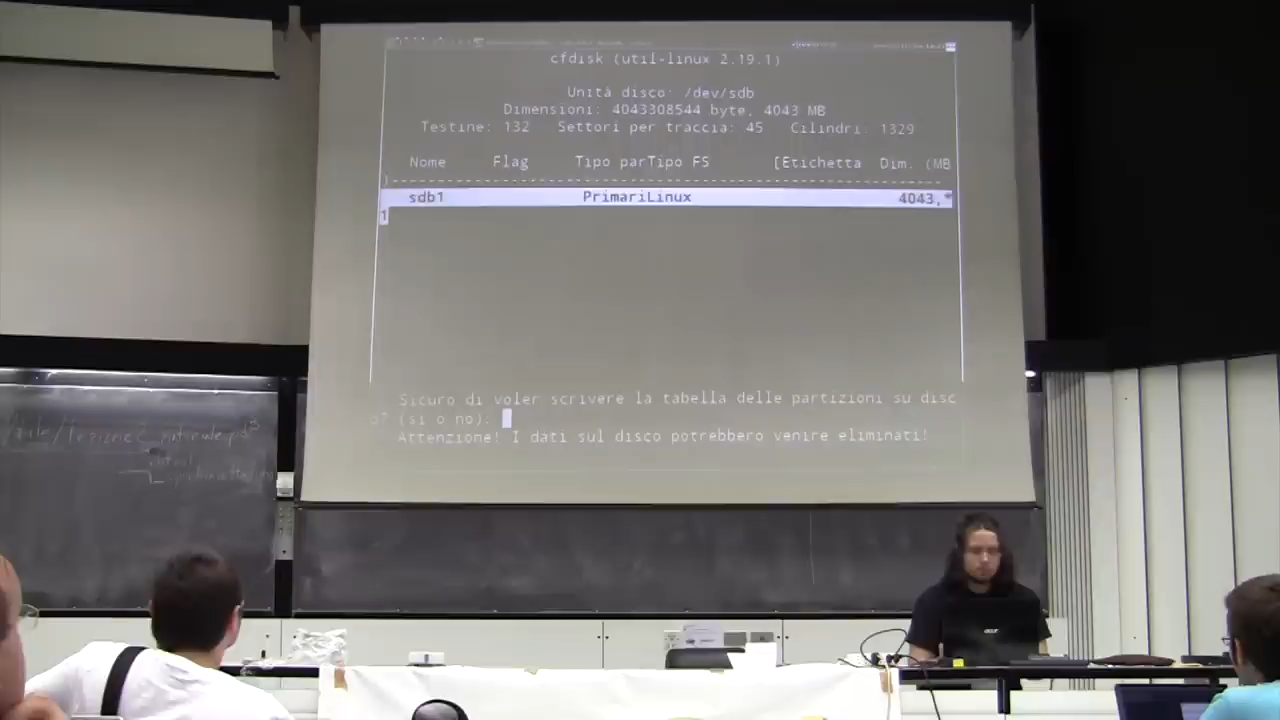 cfdisk (util-linux 2.19.1)
Unità disco: /dev/sdb
Dimensioni: 4043308544 byte, 4043 MB
Testine: 132 Settori per traccia: 45 Cilindri: 1329
Nome Flag Tipo parTipo FS [Etichetta Dim. (MB
)
sdb1 PrimariLinux 4043,*
1
Sicuro di voler scrivere la tabella delle partizioni su disc
o? (si o no):
Attenzione! I dati sul disco potrebbero venire eliminati!
acer